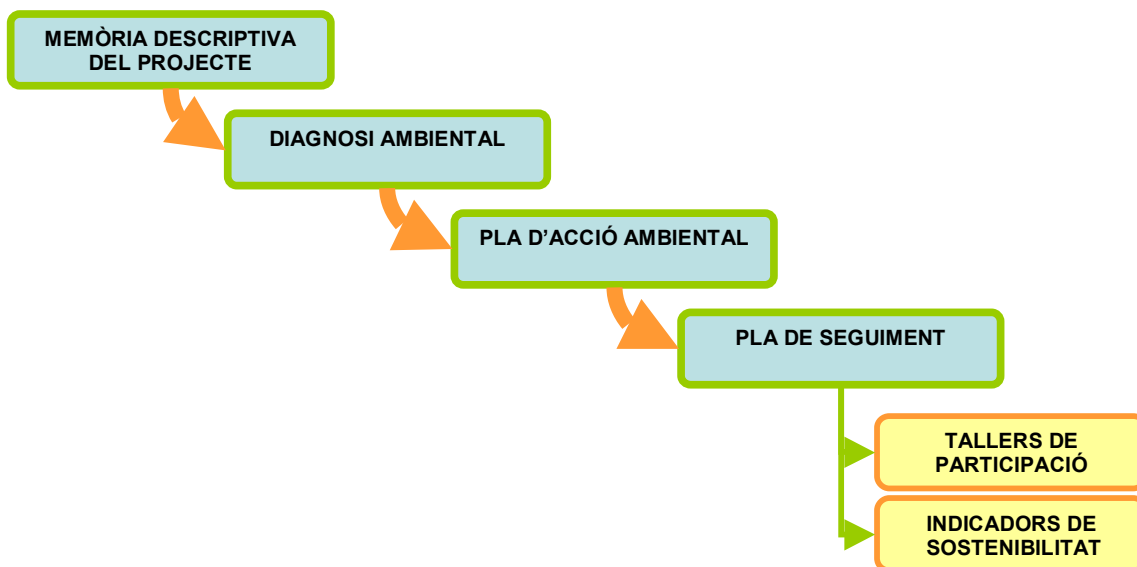 MEMÒRIA DESCRIPTIVA
DEL PROJECTE
DIAGNOSI AMBIENTAL
PLA D’ACCIÓ AMBIENTAL
PLA DE SEGUIMENT
TALLERS DE
PARTICIPACIÓ
INDICADORS DE
SOSTENIBILITAT